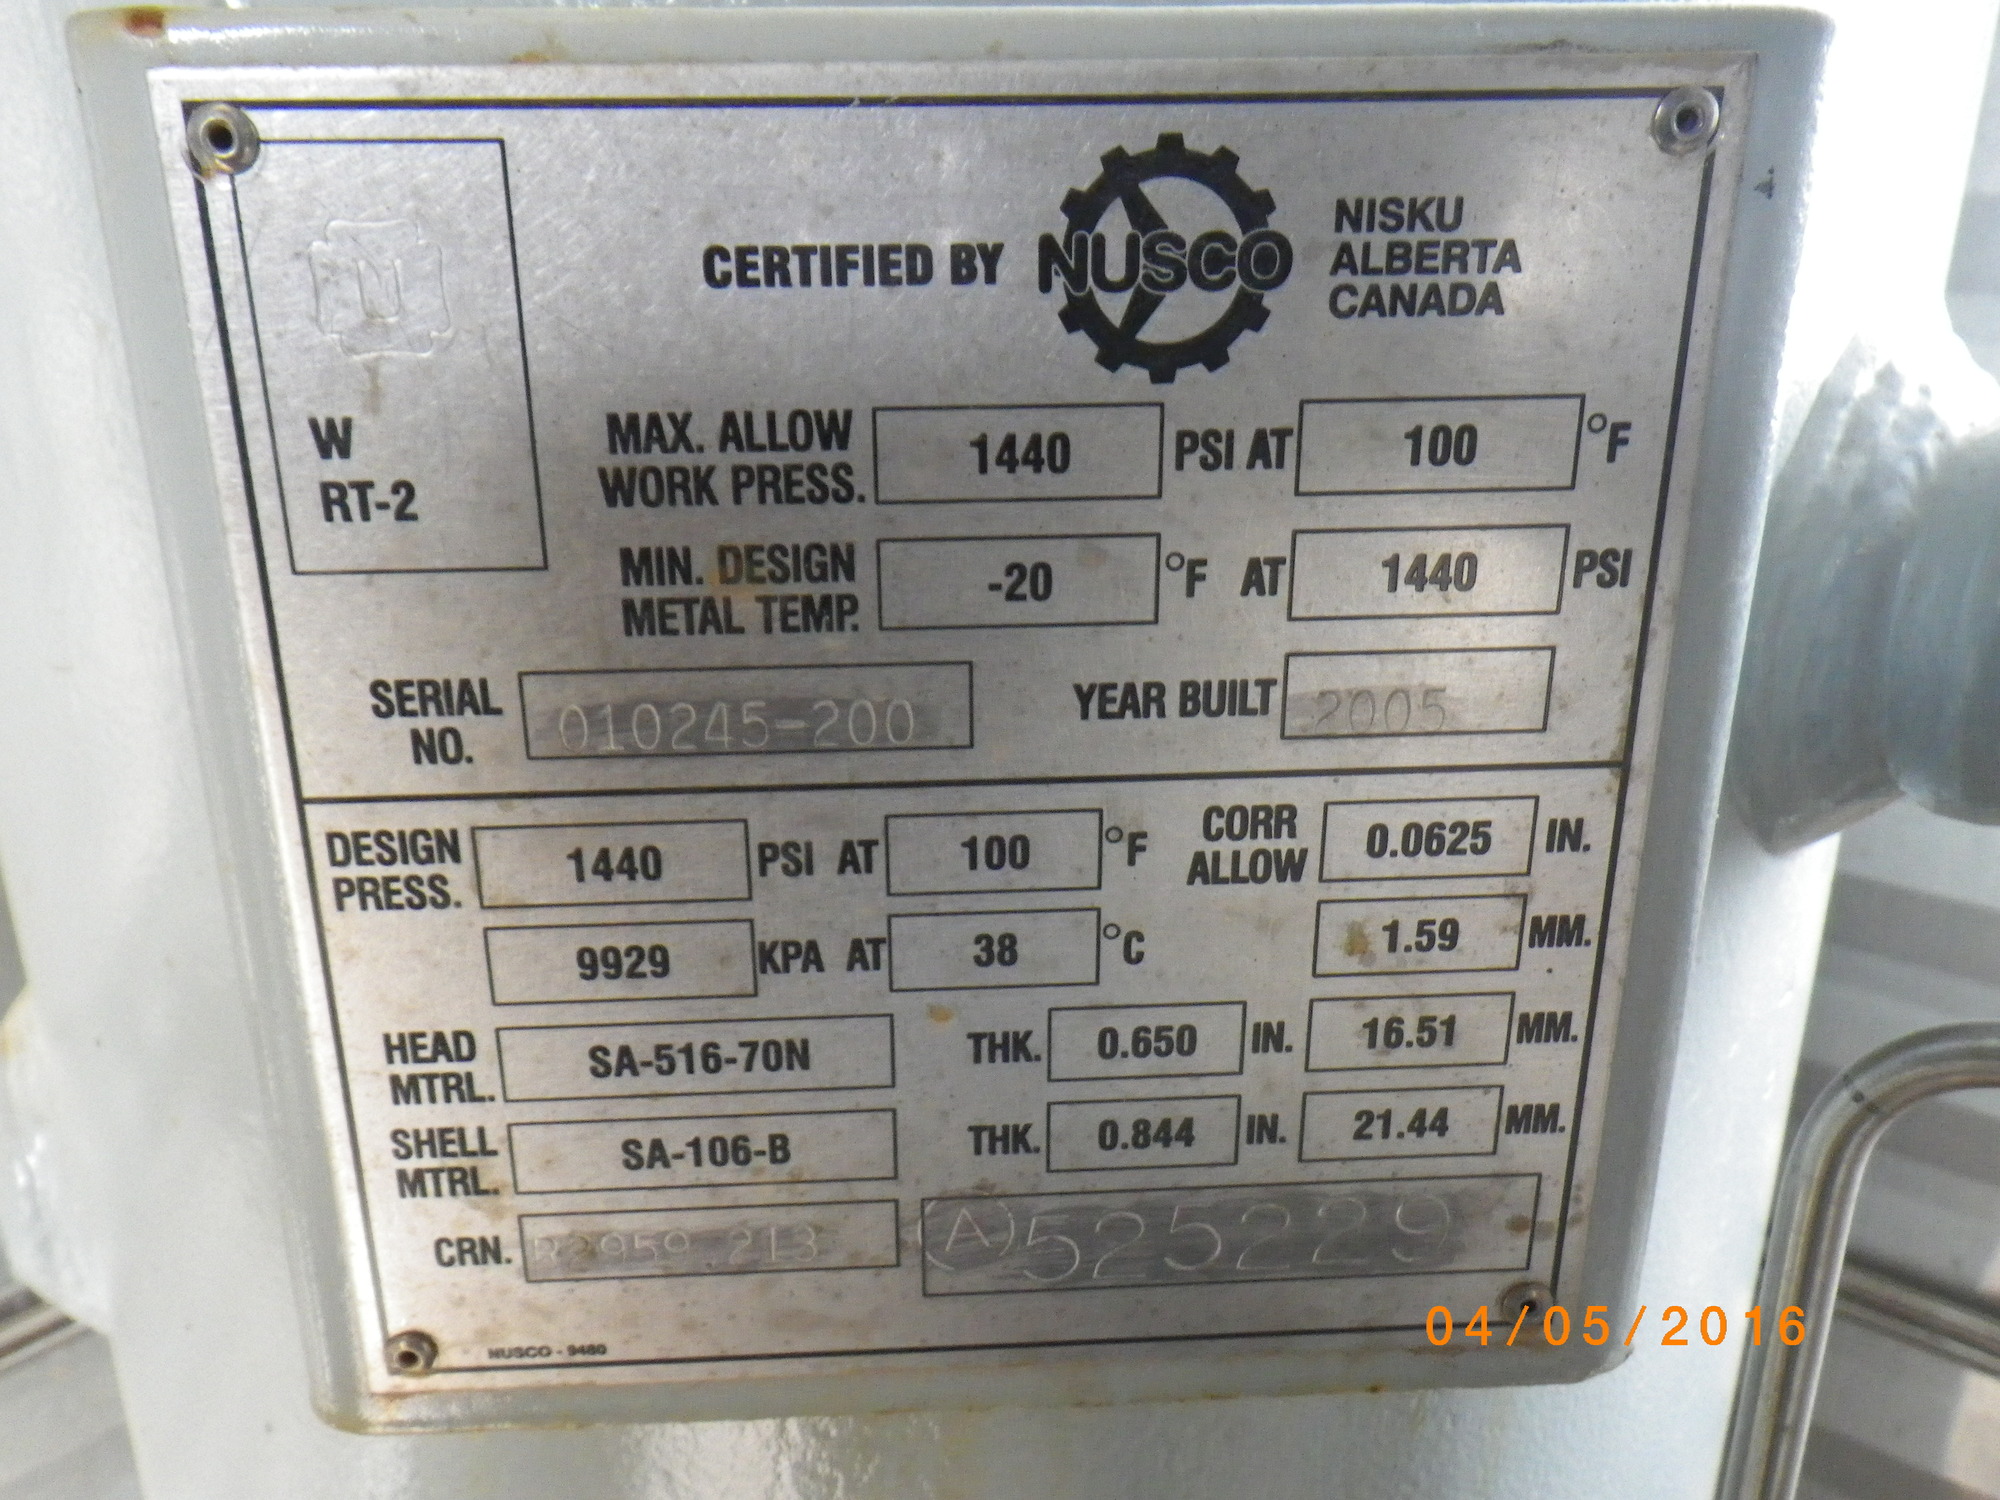 N
W
RT-2
CERTIFIED BY NUSCO
NISKU
ALBERTA
CANADA
MAX. ALLOW
WORK PRESS. 1440 PSI AT 100 °F
MIN. DESIGN
METAL TEMP. -20 °F AT 1440 PSI
SERIAL
NO. 010245-200 YEAR BUILT 2005
DESIGN
PRESS. 1440 PSI AT 100 °F
CORR
ALLOW 0.0625 IN.
9929 KPA AT 38 °C 1.59 MM.
HEAD
MTRL. SA-516-70N THK. 0.650 IN. 16.51 MM.
SHELL
MTRL. SA-106-B THK. 0.844 IN. 21.44 MM.
CRN. R2959.213 (A)525229
NUSCO - 9480
04/05/2016